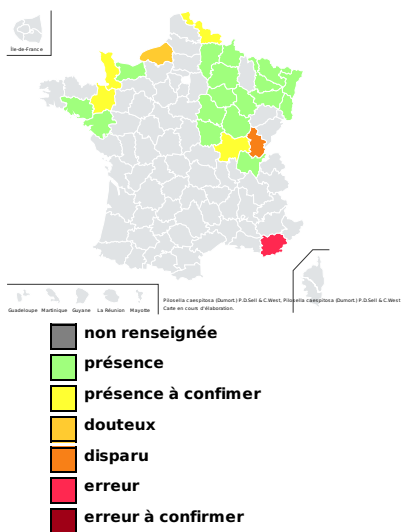 Île-de-France
Guadeloupe Martinique Guyane La Réunion Mayotte
Pilosella caespitosa (Dumort.) P.D.Sell & C.West, Pilosella caespitosa (Dumort.) P.D.Sell & C.West
Carte en cours d'élaboration.
non renseignée
présence
présence à confimer
douteux
disparu
erreur
erreur à confirmer